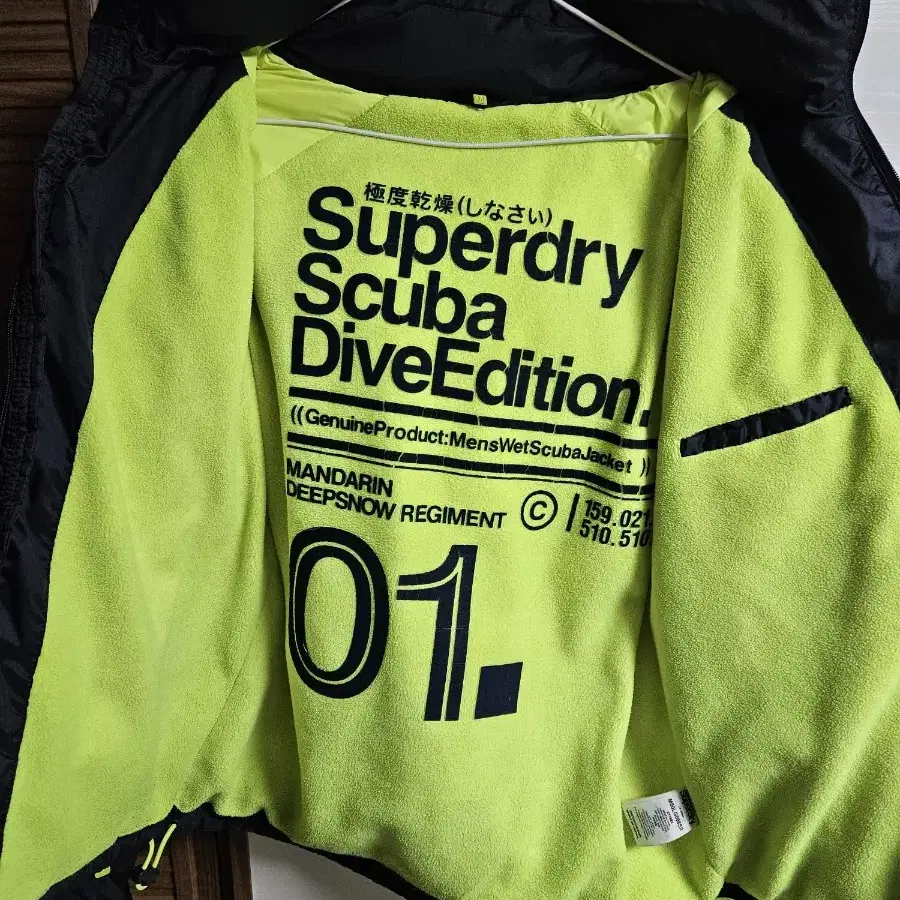 極度乾燥(しなさい)
Superdry
Scuba
DiveEdition.
((GenuineProduct:MensWetScubaJacket ))
MANDARIN
DEEPSNOW REGIMENT © | 159.021.
510.510
01.